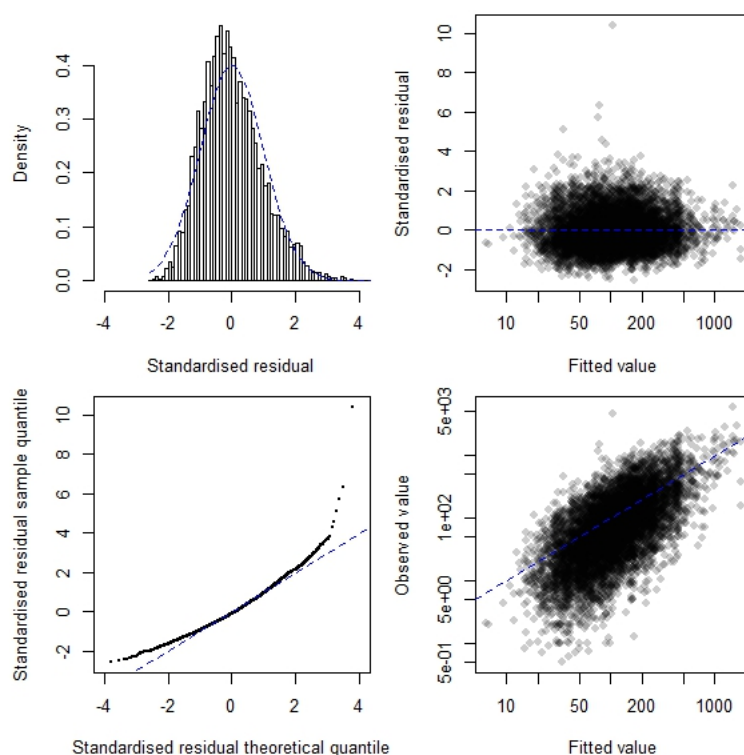 Density
0.0 0.1 0.2 0.3 0.4
-4 -2 0 2 4
Standardised residual
Standardised residual
-2 0 2 4 6 8 10
10 50 200 1000
Fitted value
Standardised residual sample quantile
-2 0 2 4 6 8 10
-4 -2 0 2 4
Standardised residual theoretical quantile
Observed value
5e-01 5e+00 1e+02 5e+03
10 50 200 1000
Fitted value